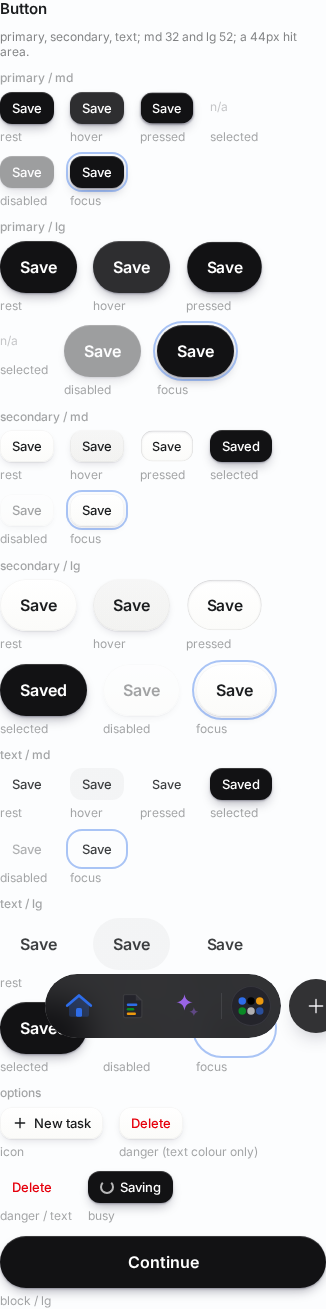 Button
primary, secondary, text; md 32 and lg 52; a 44px hit
area.
primary / md
Save Save Save n/a
rest hover pressed selected
Save Save
disabled focus
primary / lg
Save Save Save
rest hover pressed
n/a Save Save
selected disabled focus
secondary / md
Save Save Save Saved
rest hover pressed selected
Save Save
disabled focus
secondary / lg
Save Save Save
rest hover pressed
Saved Save Save
selected disabled focus
text / md
Save Save Save Saved
rest hover pressed selected
Save Save
disabled focus
text / lg
Save Save Save
rest
selected disabled focus
options
+ New task Delete
icon danger (text colour only)
Delete Saving
danger / text busy
Continue
block / lg